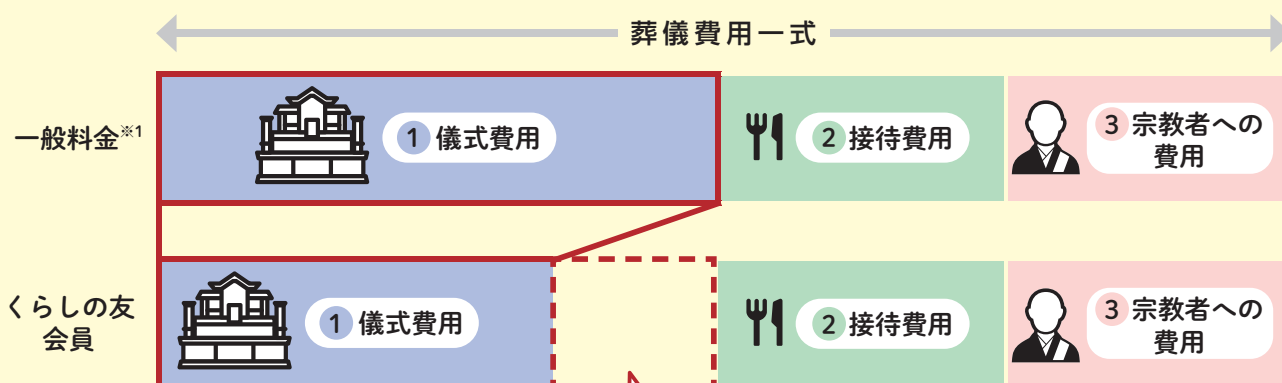 葬儀費用一式
一般料金※1
1 儀式費用
2 接待費用
3 宗教者への
費用
くらしの友
会員
1 儀式費用
2 接待費用
3 宗教者への
費用